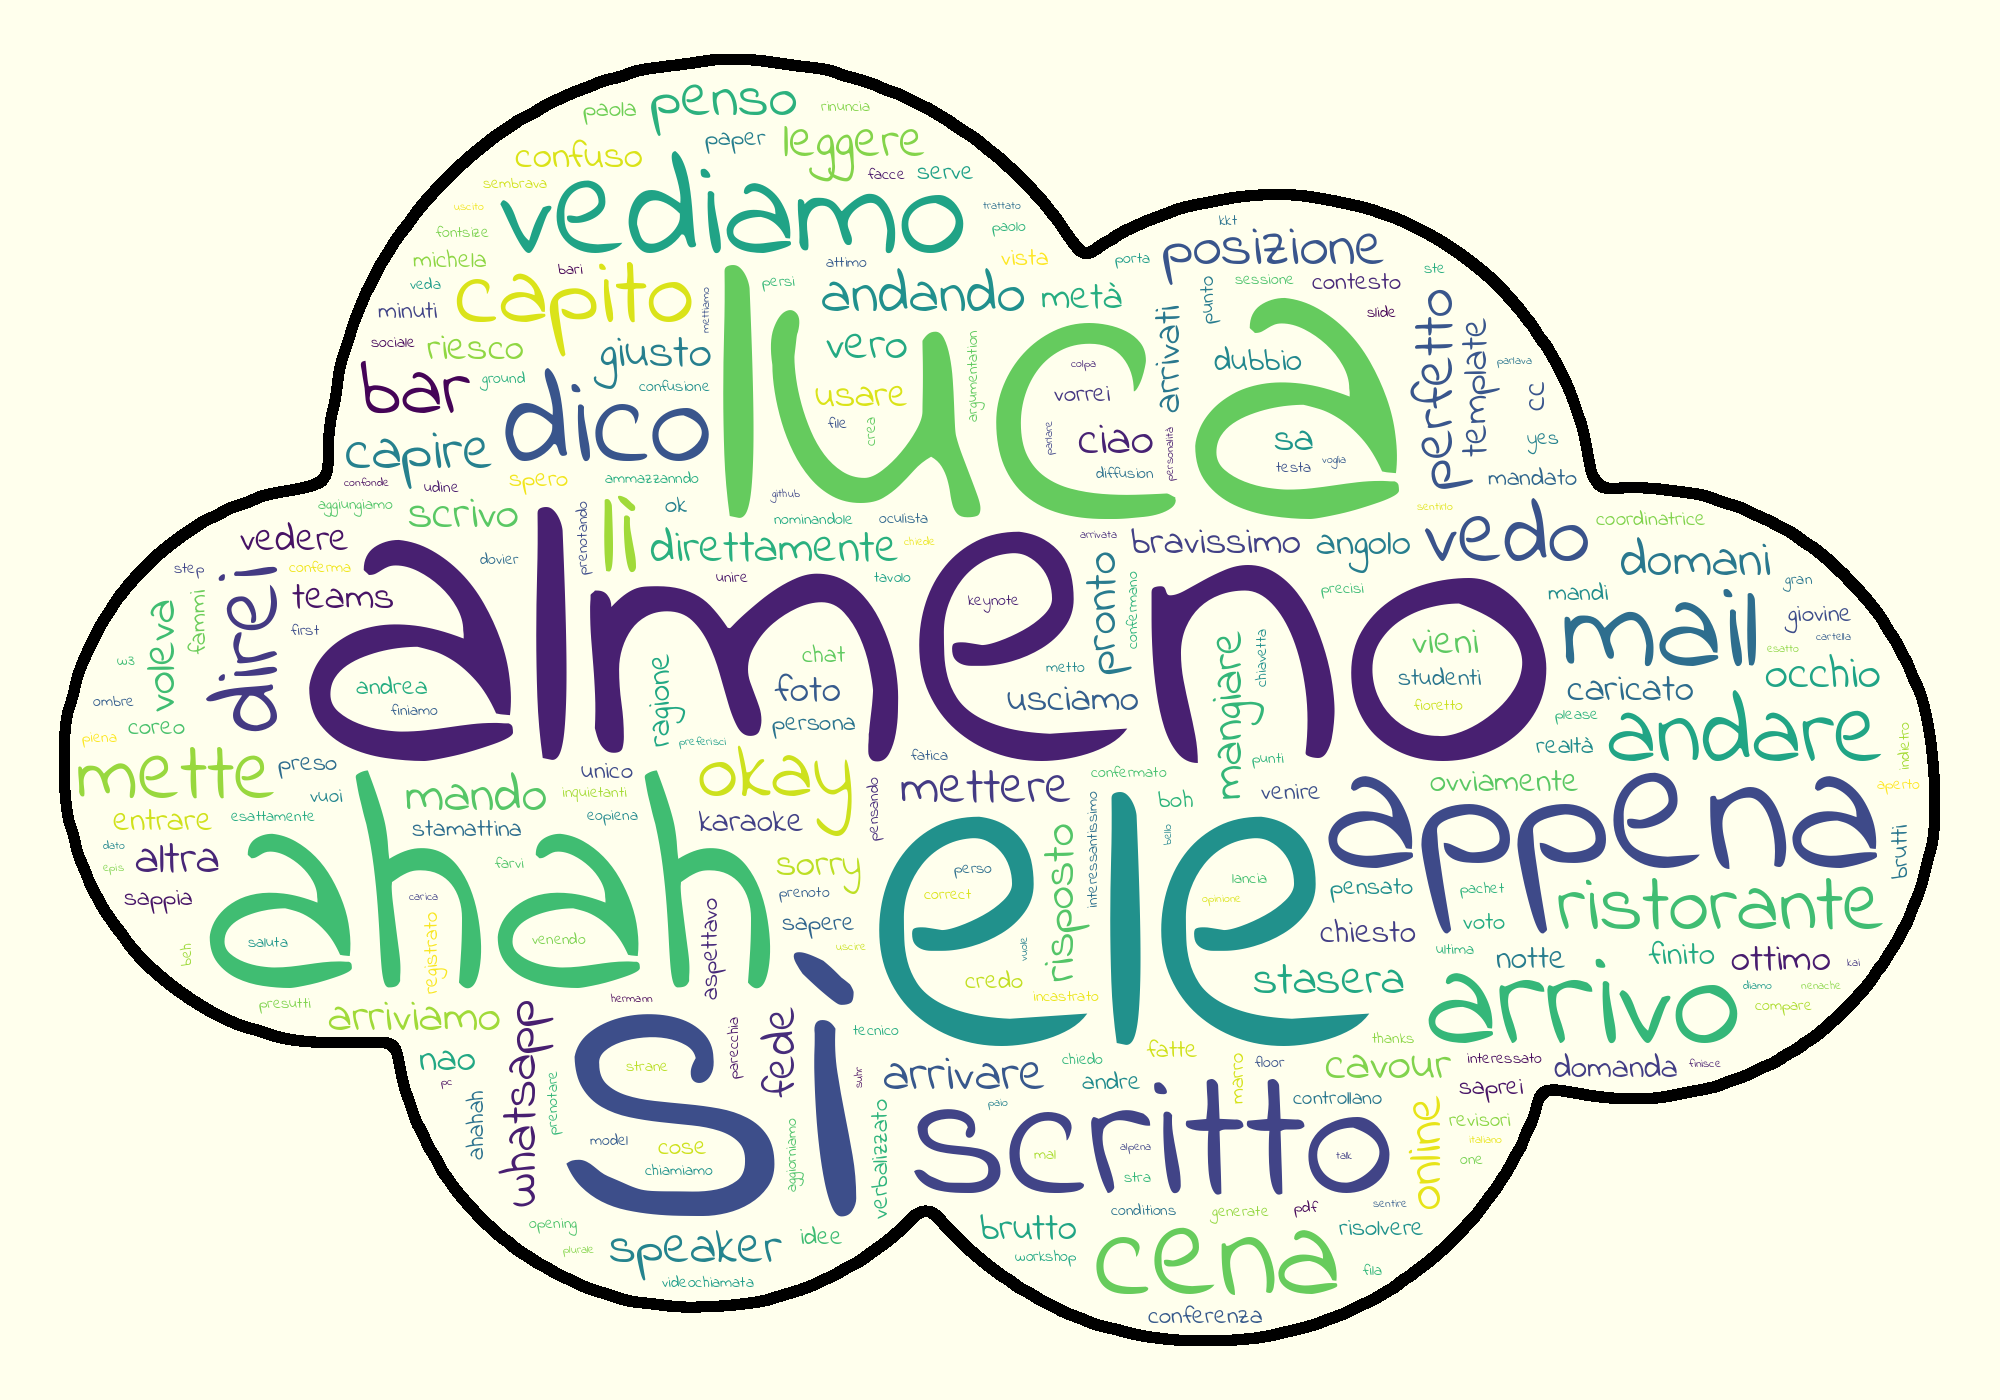 paola
penso
rinuncia
confuso
paper
leggere
sembrava
facce
serve
uscito
vediamo
trattato
fontsize
paolo
kkt
michela
bari
attimo
vista
porta
posizione
ste
veda
capito
persi
andando
metà
sessione
contesto
minuti
mettiamo
luca
arrivati
punto
slide
perfetto
template
sociale
riesco
giusto
vero
argumentation
colpa
dubbio
parlava
bar
ground
confusione
usare
vorrei
cc
dico
file
crea
parlare
ciao
personalità
sa
yes
capire
testa
voglia
confonde
udine
spero
ammazzanndo
diffusion
mandato
github
aggiungiamo
scrivo
lì
ok
nominandole
oculista
sentirlo
coordinatrice
vedere
prenotando
direttamente
chiede
arrivata
bravissimo
angolo
vedo
domani
step
conferma
dovier
unire
tavolo
direi
teams
almeno
keynote
pronto
confermano
precisi
mandi
gran
voleva
fammi
first
mail
giovine
cartella
w3
ragione
chat
metto
mangiare
chiavetta
vieni
esatto
ombre
andrea
finiamo
foto
usciamo
studenti
caricato
occhio
piena
coreo
persona
fioretto
please
andare
indietro
preferisci
fatica
punti
realtà
mette
preso
unico
okay
mettere
confermato
ovviamente
aperto
vuoi
mando
inquietanti
pensando
boh
venire
appena
entrare
esattamente
stamattina
eopiena
karaoke
interessantissimo
bello
brutti
dato
altra
ahah
farvi
sorry
ele
risposto
epis
perso
lancia
pensato
pachet
sappia
carica
prenoto
correct
opinione
ristorante
registrato
aspettavo
sapere
voto
beh
saluta
venendo
uscire
vuole
chiesto
ultima
notte
finito
ottimo
kai
credo
stasera
presutti
hermann
incastrato
arrivo
diamo
nenache
compare
arriviamo
whatsapp
sì
fede
parecchia
tecnico
thanks
nao
strane
suhr
chiedo
fatte
floor
cavour
interessato
domanda
finisce
pc
prenotare
arrivare
andre
marro
saprei
ahahah
verbalizzato
paio
scritto
controllano
online
revisori
model
cose
aggiorniamo
alpena
italiano
chiamiamo
mal
talk
one
stra
opening
conditions
generate
pdf
sentire
plurale
speaker
idee
brutto
risolvere
workshop
cena
videochiamata
fila
conferenza